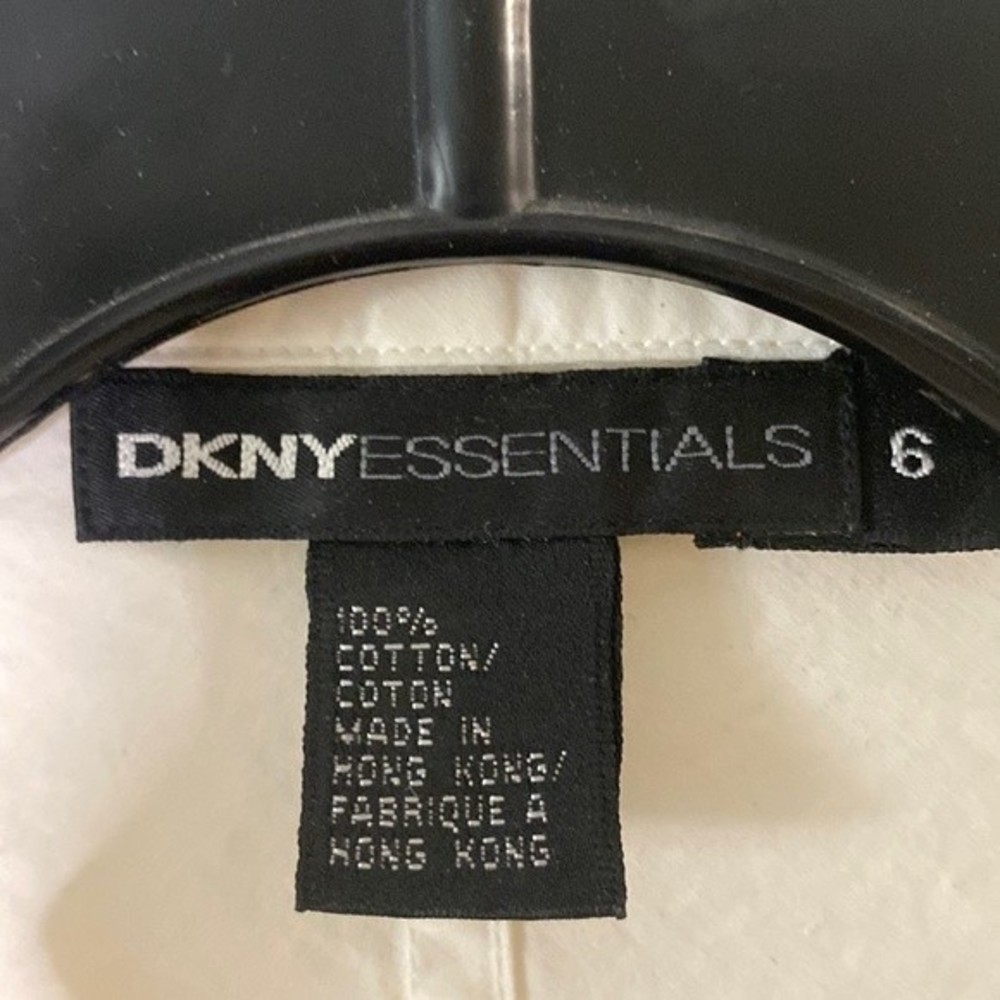 DKNYESSENTIALS 6
100%
COTTON/
COTON
MADE IN
HONG KONG/
FABRIQUE A
HONG KONG